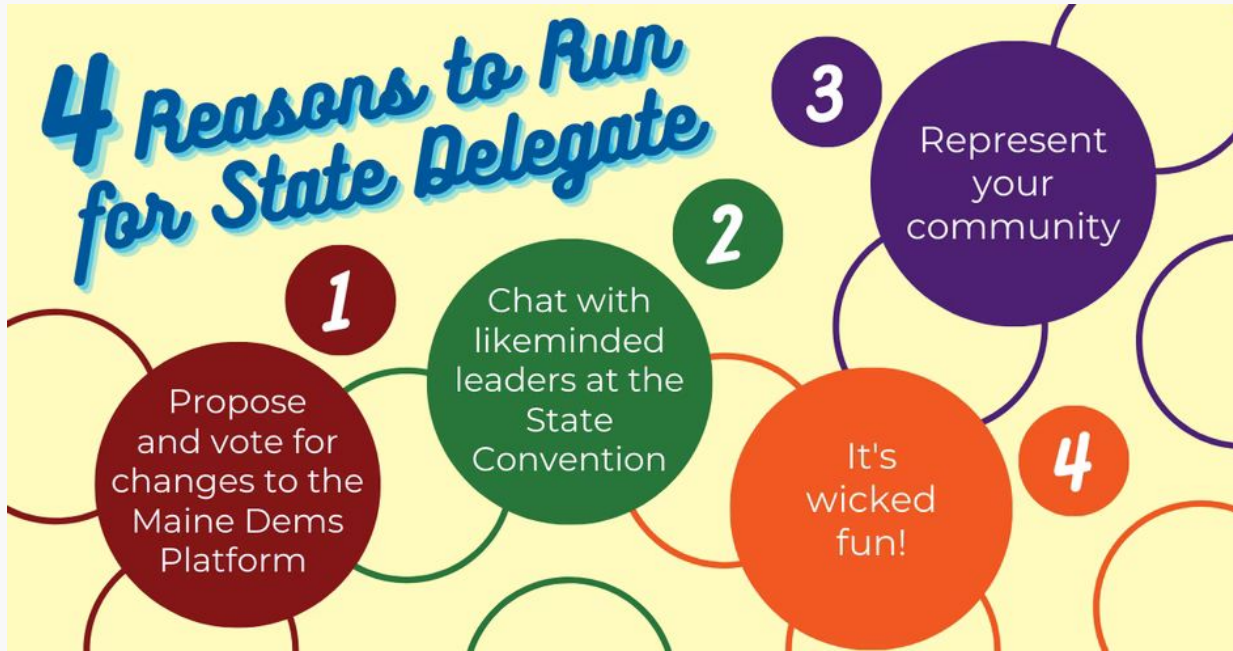 4 Reasons to Run
for State Delegate
1
Propose
and vote for
changes to the
Maine Dems
Platform
2
Chat with
likeminded
leaders at the
State
Convention
3
Represent
your
community
4
It's
wicked
fun!